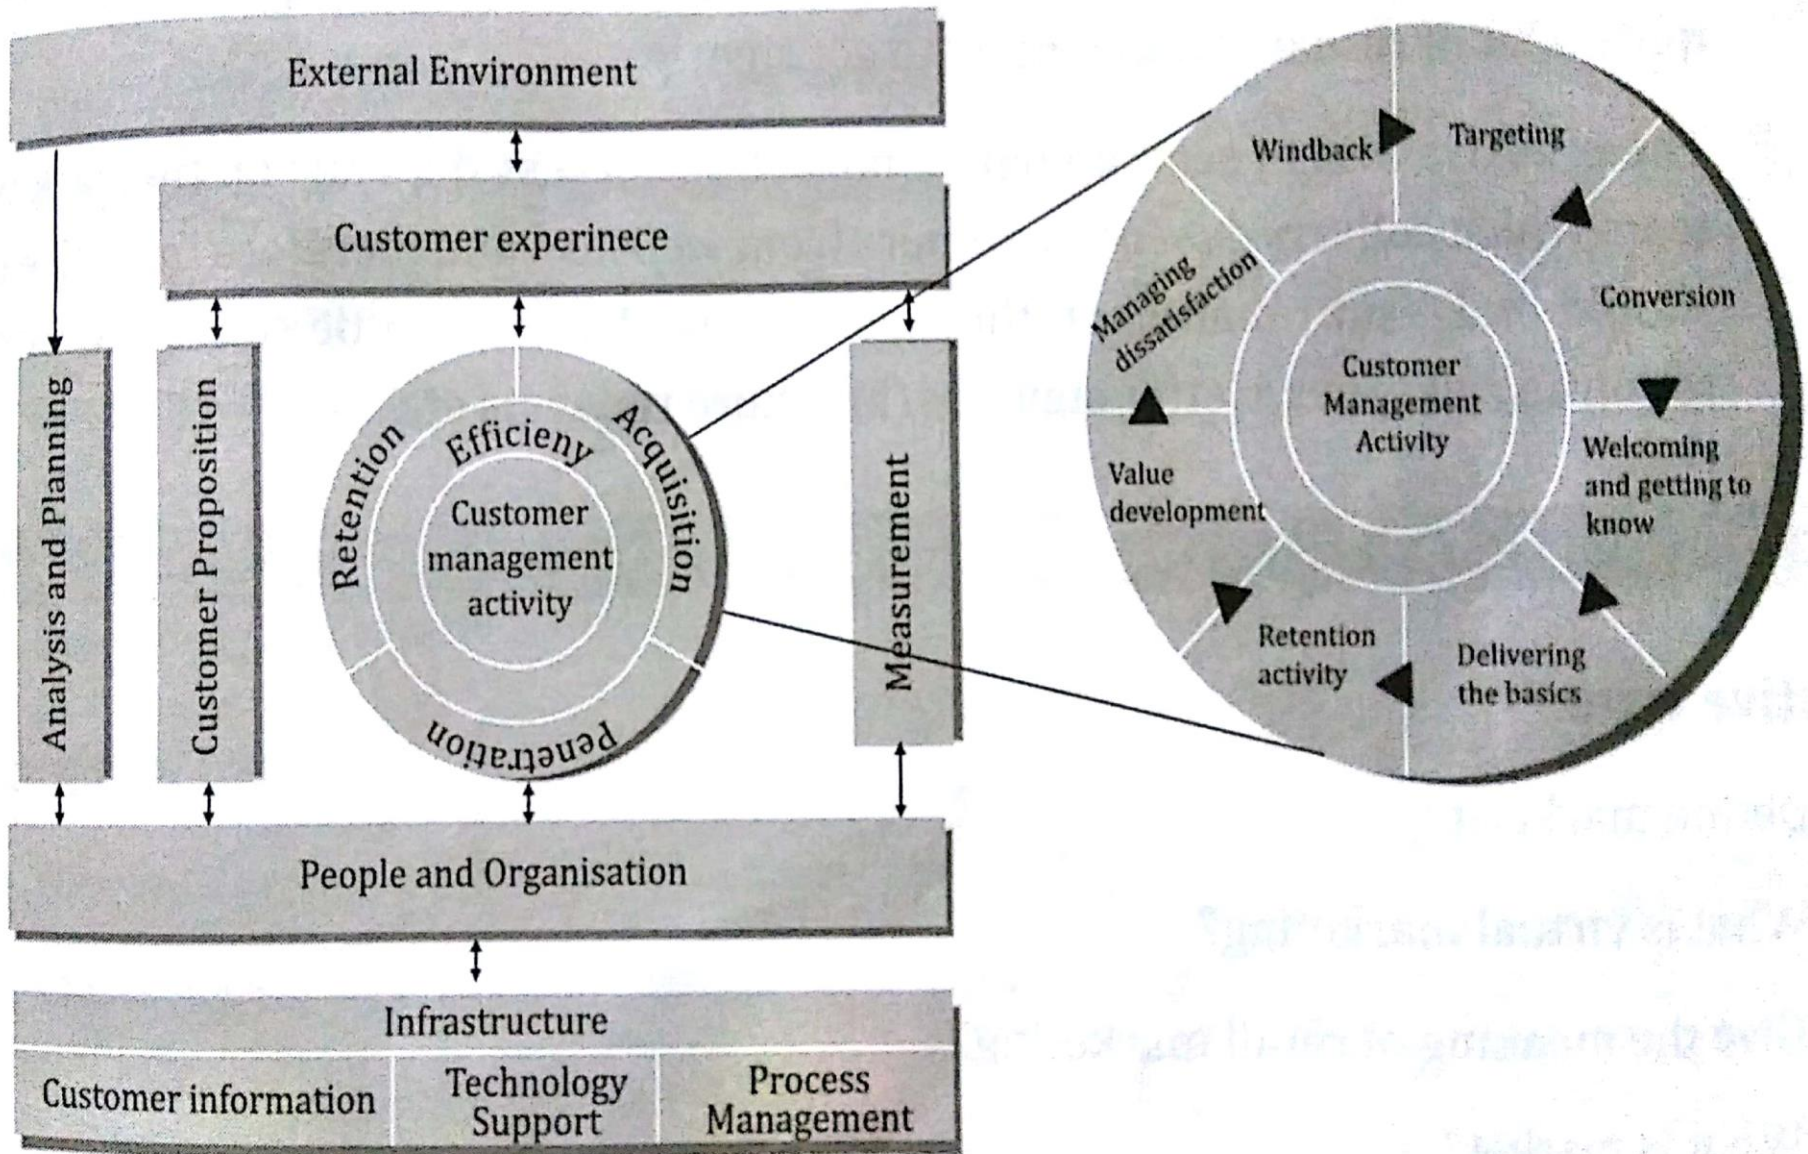 External Environment
Customer experinece
Analysis and Planning
Customer Proposition
Retention
Efficieny
Acquisition
Penetration
Customer
management
activity
Measurement
People and Organisation
Infrastructure
Customer information
Technology
Support
Process
Management
Windback
Targeting
Conversion
Welcoming
and getting to
know
Delivering
the basics
Retention
activity
Value
development
Managing
dissatisfaction
Customer
Management
Activity